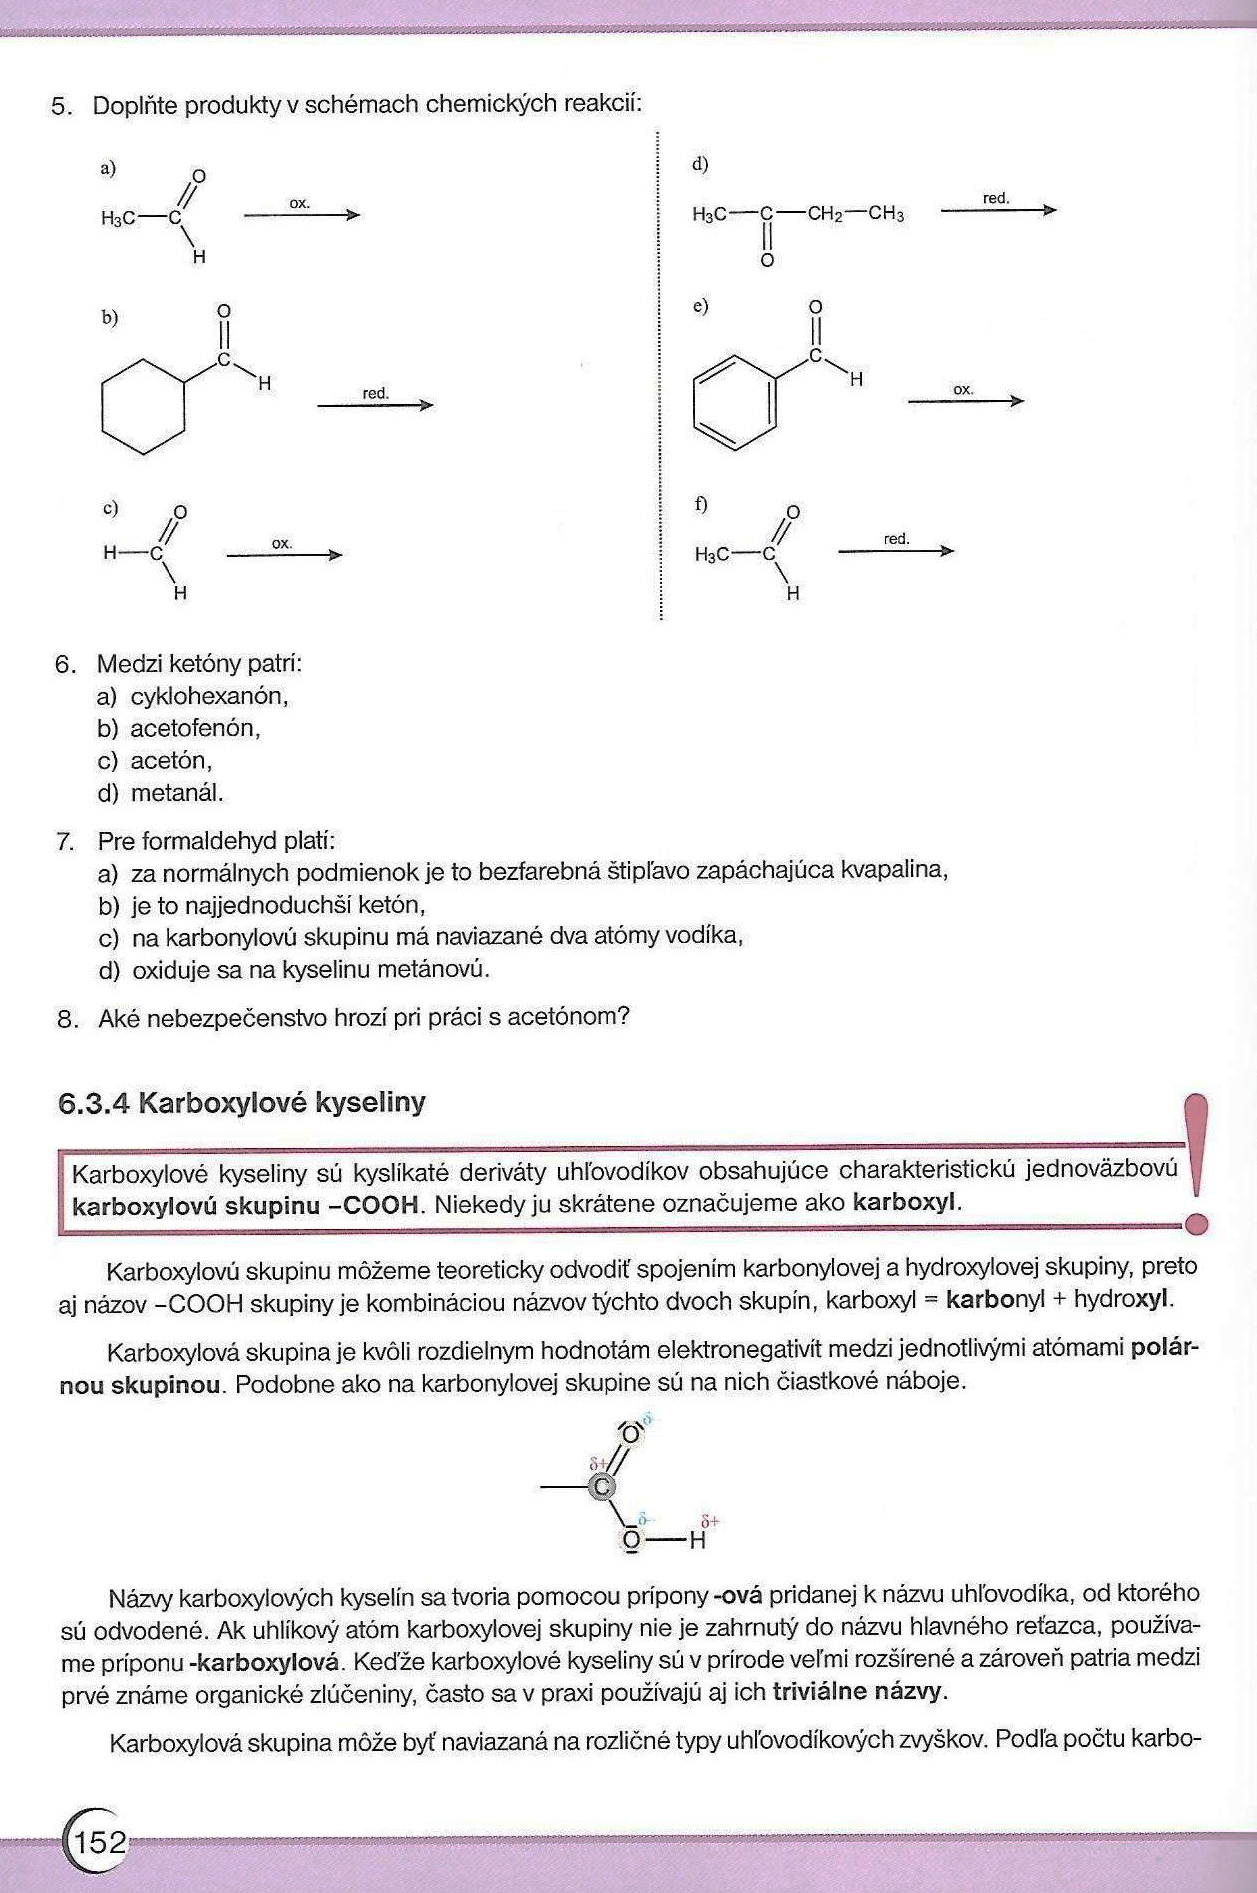 5. Doplňte produkty v schémach chemických reakcií:
a)
O
H₃C—C
H
ox.
b)
O
C
H
red.
c)
O
H—C
H
ox.
d)
H₃C—C—CH₂—CH₃
O
red.
e)
O
C
H
ox.
f)
O
H₃C—C
H
red.
6. Medzi ketóny patrí:
a) cyklohexanón,
b) acetofenón,
c) acetón,
d) metanál.
7. Pre formaldehyd platí:
a) za normálnych podmienok je to bezfarebná štipľavo zapáchajúca kvapalina,
b) je to najjednoduchší ketón,
c) na karbonylovú skupinu má naviazané dva atómy vodíka,
d) oxiduje sa na kyselinu metánovú.
8. Aké nebezpečenstvo hrozí pri práci s acetónom?
6.3.4 Karboxylové kyseliny
Karboxylové kyseliny sú kyslíkaté deriváty uhľovodíkov obsahujúce charakteristickú jednoväzbovú
karboxylovú skupinu –COOH. Niekedy ju skrátene označujeme ako karboxyl.
Karboxylovú skupinu môžeme teoreticky odvodiť spojením karbonylovej a hydroxylovej skupiny, preto
aj názov –COOH skupiny je kombináciou názvov týchto dvoch skupín, karboxyl = karbonyl + hydroxyl.
Karboxylová skupina je kvôli rozdielnym hodnotám elektronegativít medzi jednotlivými atómami polár-
nou skupinou. Podobne ako na karbonylovej skupine sú na nich čiastkové náboje.
O δ-
δ+
C
δ- δ+
O—H
Názvy karboxylových kyselín sa tvoria pomocou prípony -ová pridanej k názvu uhľovodíka, od ktorého
sú odvodené. Ak uhlíkový atóm karboxylovej skupiny nie je zahrnutý do názvu hlavného reťazca, používa-
me príponu -karboxylová. Keďže karboxylové kyseliny sú v prírode veľmi rozšírené a zároveň patria medzi
prvé známe organické zlúčeniny, často sa v praxi používajú aj ich triviálne názvy.
Karboxylová skupina môže byť naviazaná na rozličné typy uhľovodíkových zvyškov. Podľa počtu karbo-
152